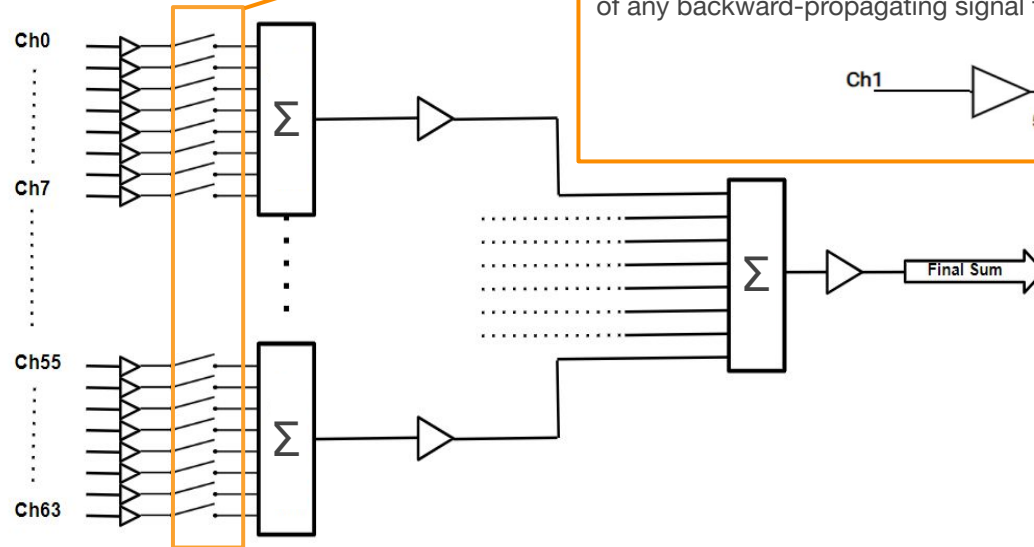 of any backward-propagating signal
Ch0
Ch1
Σ
Ch7
Σ
Final Sum
Ch55
Σ
Ch63